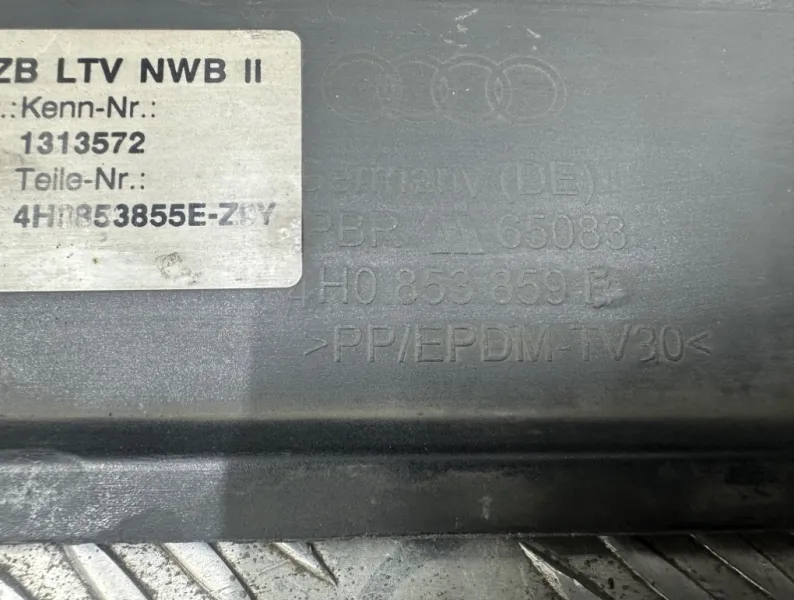 ZB LTV NWB II
.:Kenn-Nr.:
1313572
Teile-Nr.:
4H0853855E-Z9Y
Germany (DE)
PBR 65083
4H0 853 859
>PP/EPDM-TV30<